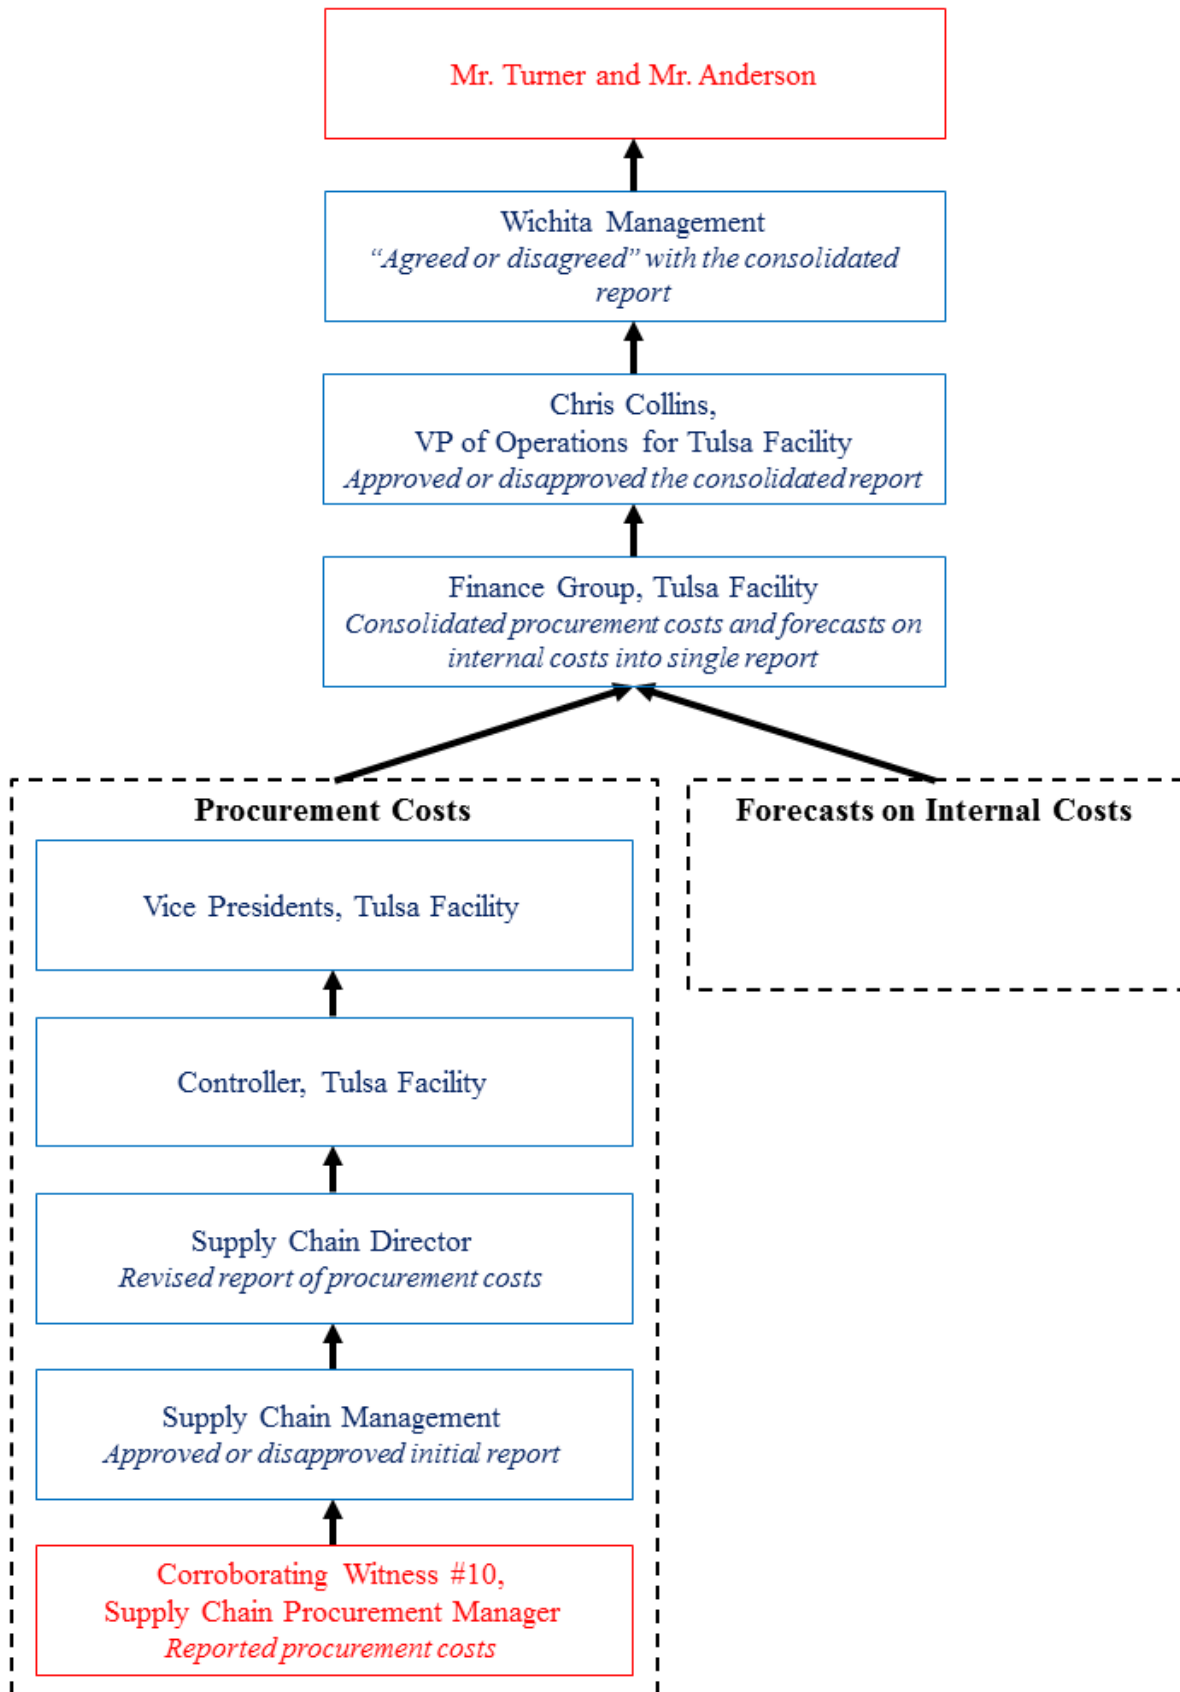 Mr. Turner and Mr. Anderson
Wichita Management
“Agreed or disagreed” with the consolidated
report
Chris Collins,
VP of Operations for Tulsa Facility
Approved or disapproved the consolidated report
Finance Group, Tulsa Facility
Consolidated procurement costs and forecasts on
internal costs into single report
Procurement Costs
Vice Presidents, Tulsa Facility
Controller, Tulsa Facility
Supply Chain Director
Revised report of procurement costs
Supply Chain Management
Approved or disapproved initial report
Corroborating Witness #10,
Supply Chain Procurement Manager
Reported procurement costs
Forecasts on Internal Costs